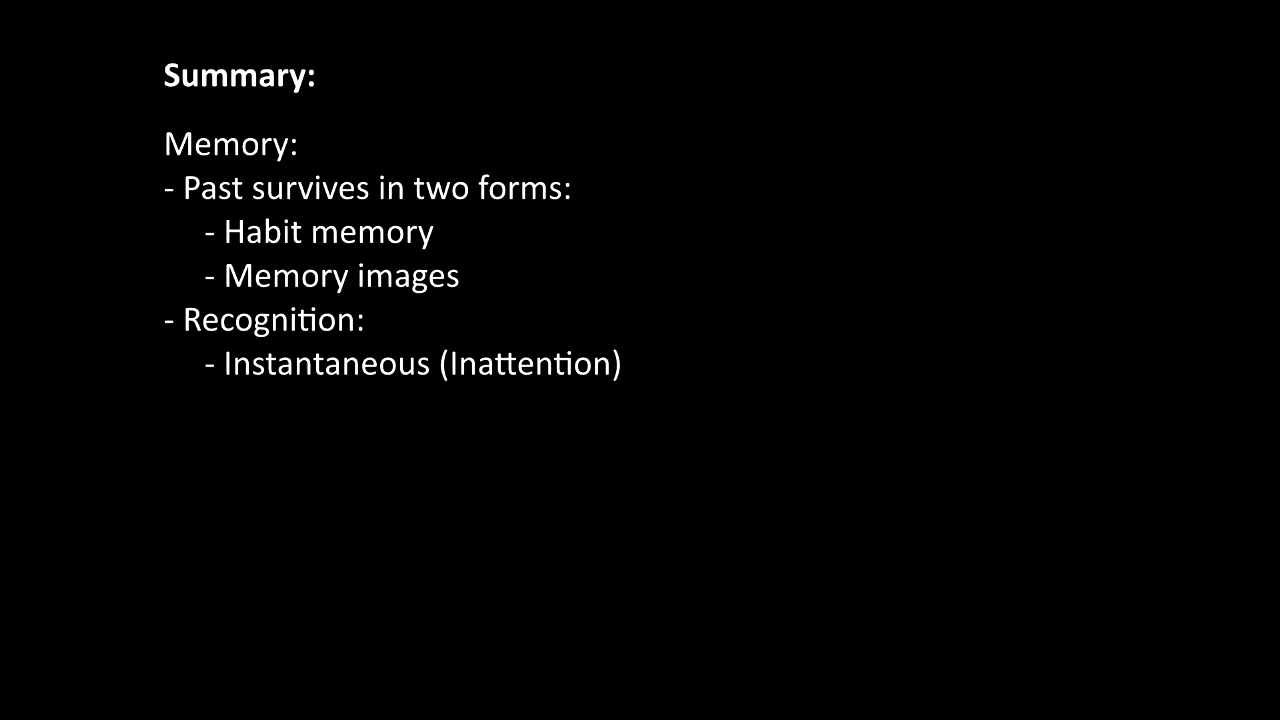 Summary:
Memory:
- Past survives in two forms:
- Habit memory
- Memory images
- Recognition:
- Instantaneous (Inattention)